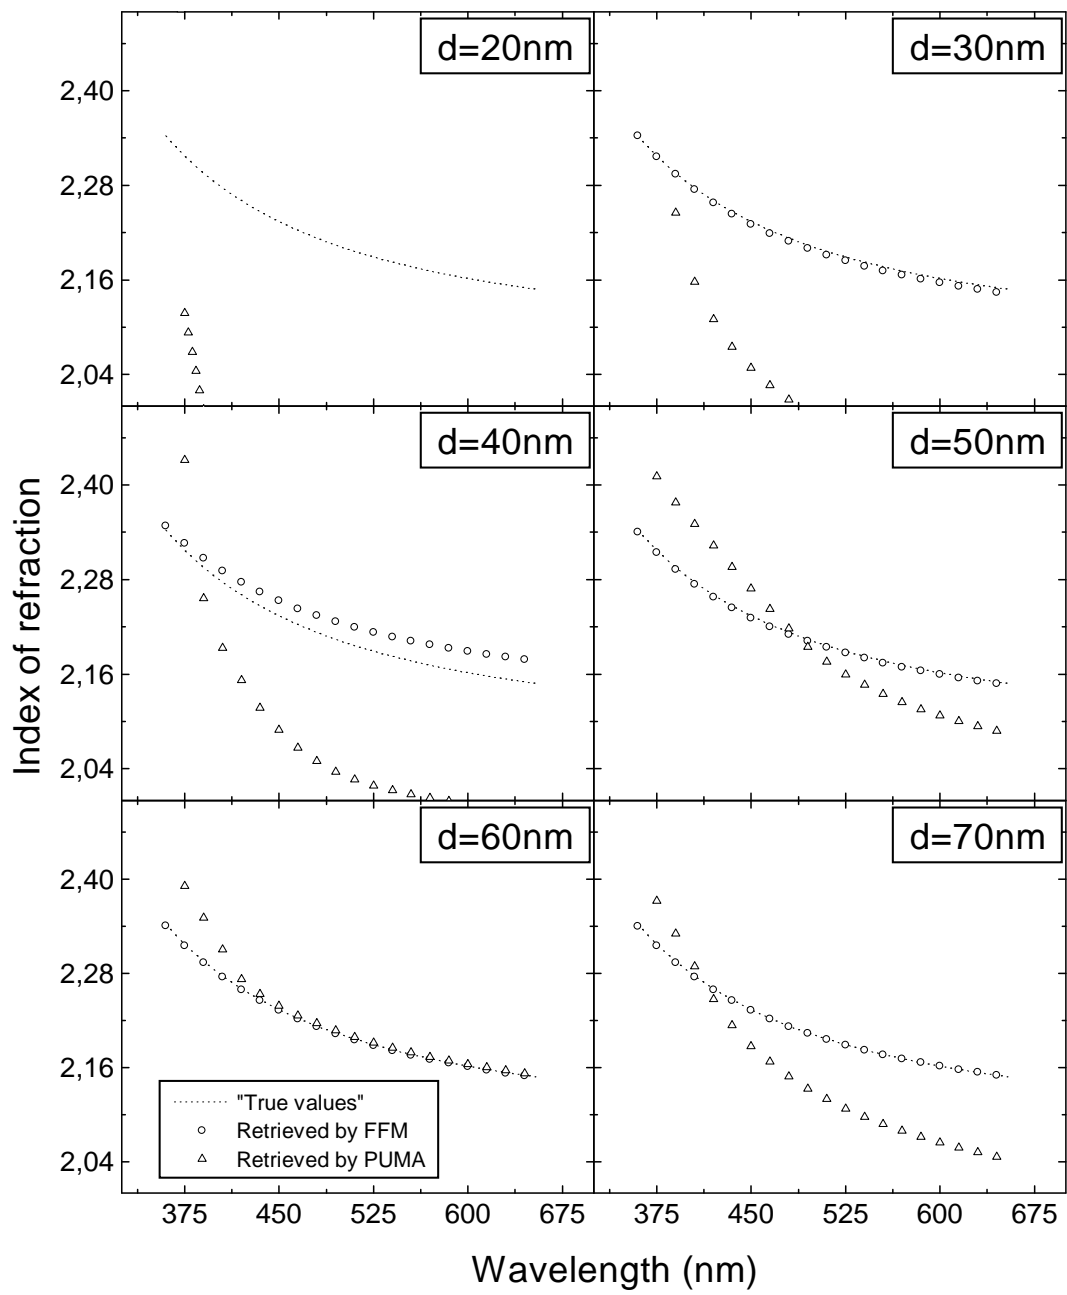 d=20nm
d=30nm
2,40
2,28
2,16
2,04
d=40nm
d=50nm
2,40
2,28
2,16
2,04
Index of refraction
d=60nm
d=70nm
2,40
2,28
2,16
2,04
"True values"
Retrieved by FFM
Retrieved by PUMA
375 450 525 600 675 375 450 525 600 675
Wavelength (nm)